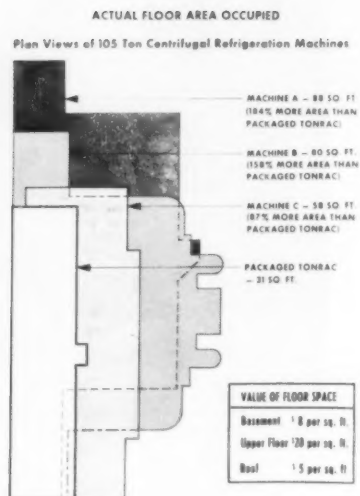 ACTUAL FLOOR AREA OCCUPIED
Plan Views of 105 Ton Centrifugal Refrigeration Machines
MACHINE A – 88 SQ. FT.
(184% MORE AREA THAN
PACKAGED TONRAC)
MACHINE B – 80 SQ. FT.
(158% MORE AREA THAN
PACKAGED TONRAC)
MACHINE C – 58 SQ. FT.
(87% MORE AREA THAN
PACKAGED TONRAC)
PACKAGED TONRAC
– 31 SQ. FT.
VALUE OF FLOOR SPACE
Basement $8 per sq. ft.
Upper Floor $20 per sq. ft.
Roof $5 per sq. ft